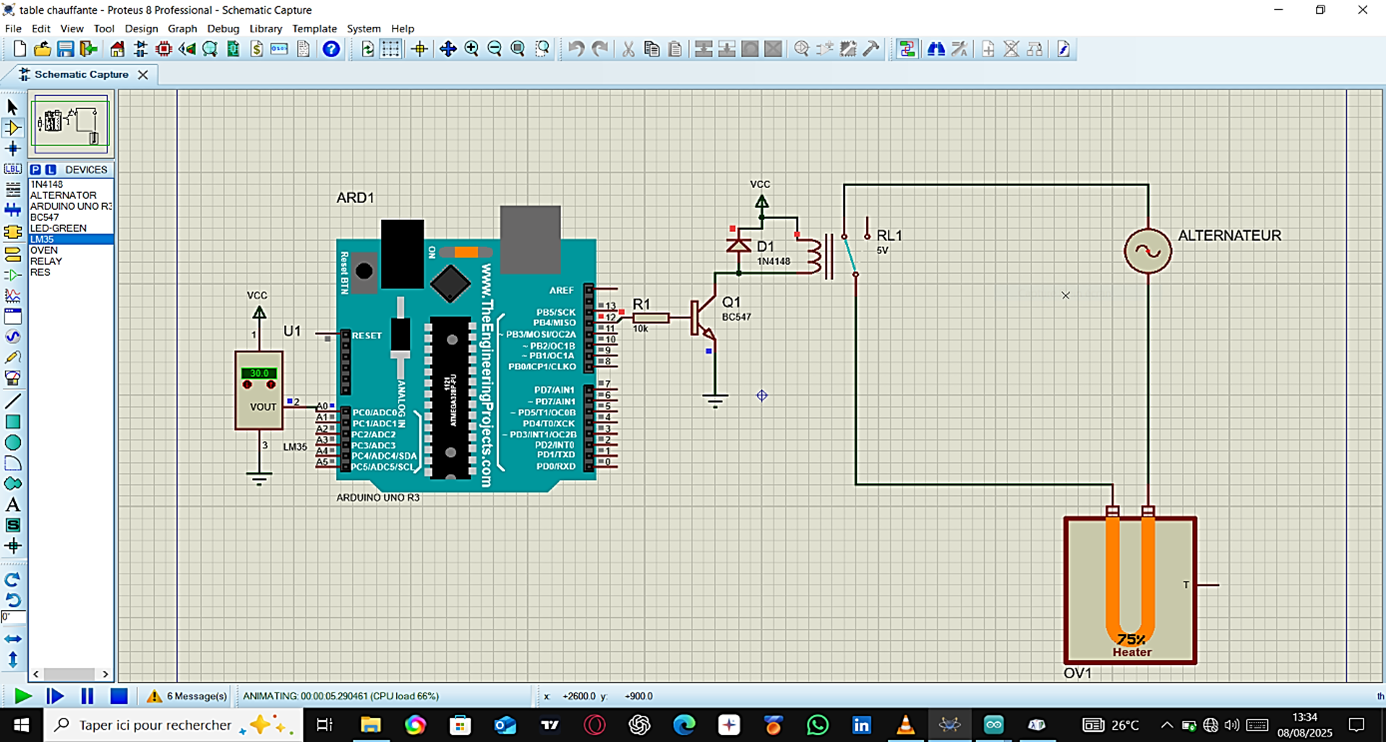 table chauffante - Proteus 8 Professional - Schematic Capture
File Edit View Tool Design Graph Debug Library Template System Help
Schematic Capture
P L DEVICES
1N4148
ALTERNATOR
ARDUINO UNO R3
BC547
LED-GREEN
LM35
OVEN
RELAY
RES
LBL
A
S
0°
ARD1
Reset BTN
ON
www.TheEngineeringProjects.com
ANALOG IN
1121
RESET
AREF
PB5/SCK 13
PB4/MISO 12
~ PB3/MOSI/OC2A 11
~ PB2/OC1B 10
~ PB1/OC1A 9
PB0/ICP1/CLKO 8
PD7/AIN1 7
~ PD6/AIN0 6
~ PD5/T1/OC0B 5
PD4/T0/XCK 4
~ PD3/INT1/OC2B 3
PD2/INT0 2
PD1/TXD 1
PD0/RXD 0
A0 PC0/ADC0
A1 PC1/ADC1
A2 PC2/ADC2
A3 PC3/ADC3
A4 PC4/ADC4/SDA
A5 PC5/ADC5/SCL
ARDUINO UNO R3
VCC
1
U1
30.0
VOUT
2
3
LM35
R1
10k
Q1
BC547
VCC
D1
1N4148
RL1
5V
ALTERNATEUR
T
75%
Heater
OV1
6 Message(s)
ANIMATING: 00:00:05.290461 (CPU load 66%)
x: +2600.0 y: +900.0
th
Taper ici pour rechercher
26°C
13:34
08/08/2025